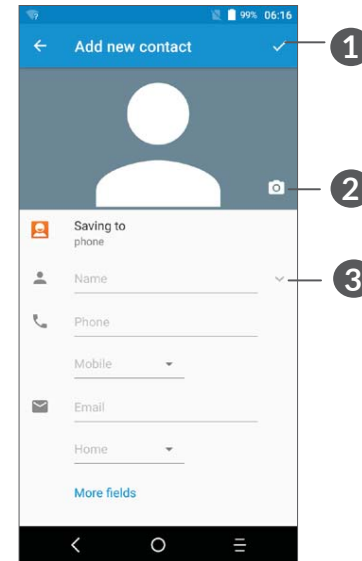 99% 06:16
Add new contact
1
2
Saving to
phone
Name
3
Phone
Mobile
Email
Home
More fields